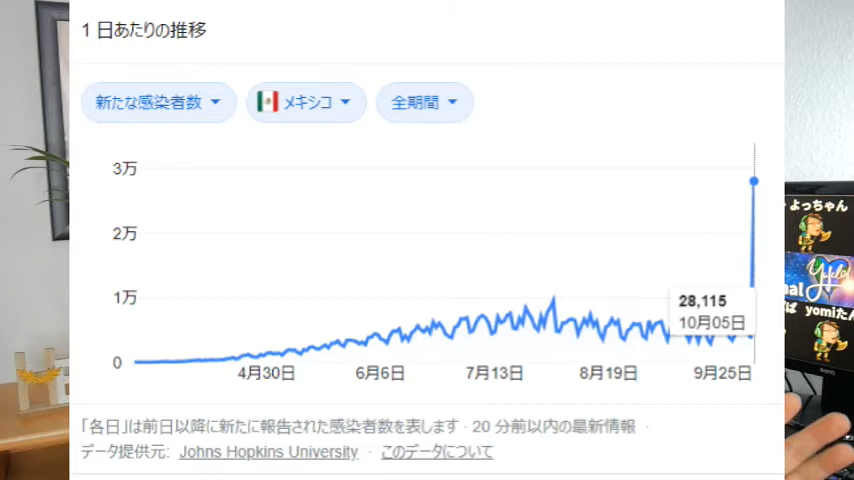 1 日あたりの推移
新たな感染者数 メキシコ 全期間
3万
2万
1万
0
28,115
10月05日
4月30日 6月6日 7月13日 8月19日 9月25日
「各日」は前日以降に新たに報告された感染者数を表します · 20 分前以内の最新情報 ·
データ提供元: Johns Hopkins University · このデータについて
よっちゃん
yomiたん